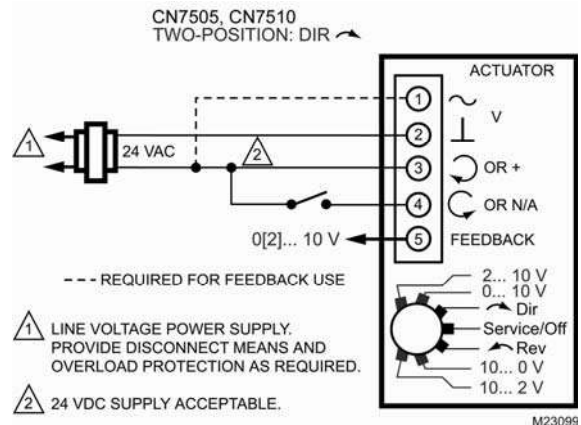 CN7505, CN7510
TWO-POSITION: DIR
ACTUATOR
1
V
1
2
24 VAC
2
3
OR +
4
OR N/A
0[2]... 10 V
5
FEEDBACK
--- REQUIRED FOR FEEDBACK USE
2... 10 V
0... 10 V
Dir
Service/Off
Rev
10... 0 V
10... 2 V
1 LINE VOLTAGE POWER SUPPLY.
PROVIDE DISCONNECT MEANS AND
OVERLOAD PROTECTION AS REQUIRED.
2 24 VDC SUPPLY ACCEPTABLE.
M23099